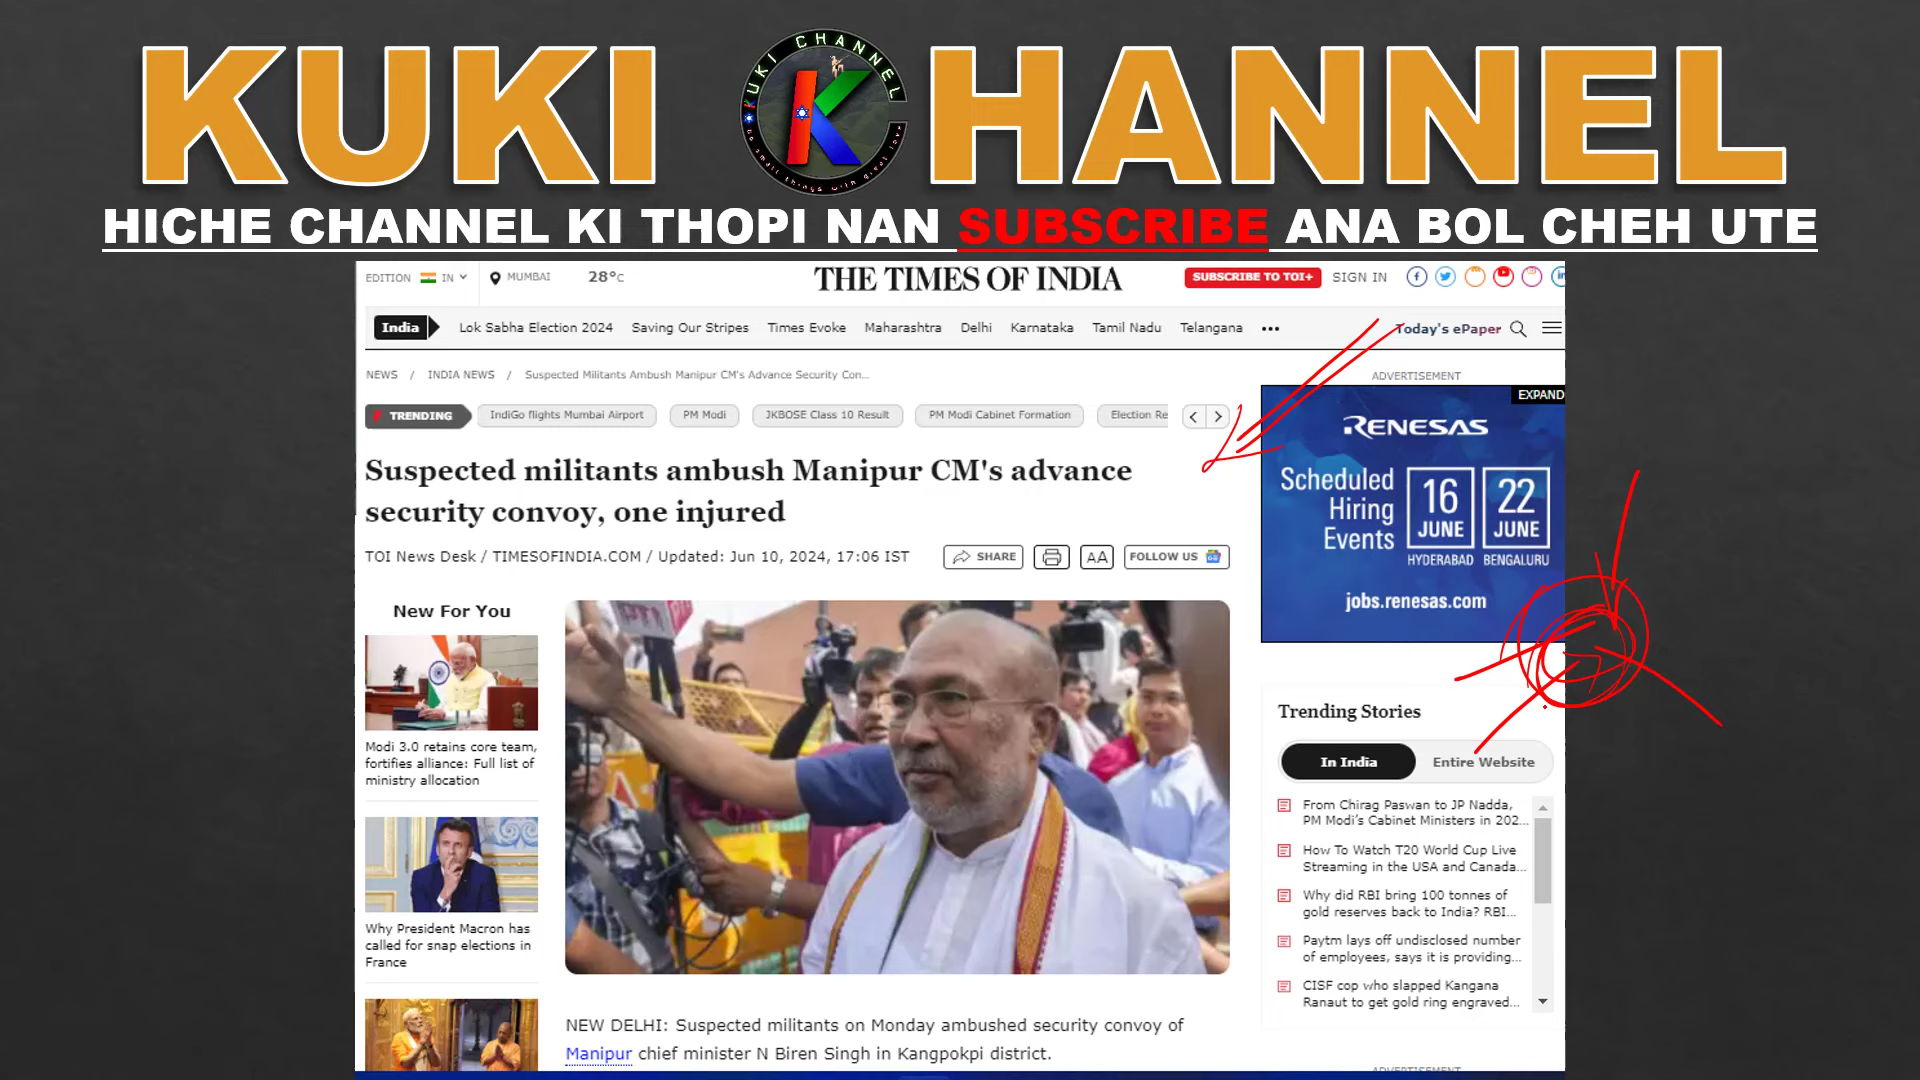 KUKI CHANNEL
KUKI CHANNEL
do small things with great love
HICHE CHANNEL KI THOPI NAN SUBSCRIBE ANA BOL CHEH UTE
EDITION IN MUMBAI 28°C THE TIMES OF INDIA SUBSCRIBE TO TOI+ SIGN IN
India Lok Sabha Election 2024 Saving Our Stripes Times Evoke Maharashtra Delhi Karnataka Tamil Nadu Telangana ••• Today's ePaper
NEWS / INDIA NEWS / Suspected Militants Ambush Manipur CM's Advance Security Con...
TRENDING IndiGo flights Mumbai Airport PM Modi JKBOSE Class 10 Result PM Modi Cabinet Formation Election Re
Suspected militants ambush Manipur CM's advance
security convoy, one injured
TOI News Desk / TIMESOFINDIA.COM / Updated: Jun 10, 2024, 17:06 IST SHARE AA FOLLOW US
New For You
Modi 3.0 retains core team,
fortifies alliance: Full list of
ministry allocation
Why President Macron has
called for snap elections in
France
NEW DELHI: Suspected militants on Monday ambushed security convoy of
Manipur chief minister N Biren Singh in Kangpokpi district.
ADVERTISEMENT
EXPAND
RENESAS
Scheduled
Hiring
Events
16
JUNE
HYDERABAD
22
JUNE
BENGALURU
jobs.renesas.com
Trending Stories
In India Entire Website
From Chirag Paswan to JP Nadda,
PM Modi's Cabinet Ministers in 202...
How To Watch T20 World Cup Live
Streaming in the USA and Canada...
Why did RBI bring 100 tonnes of
gold reserves back to India? RBI...
Paytm lays off undisclosed number
of employees, says it is providing...
CISF cop who slapped Kangana
Ranaut to get gold ring engraved...
ADVERTISEMENT